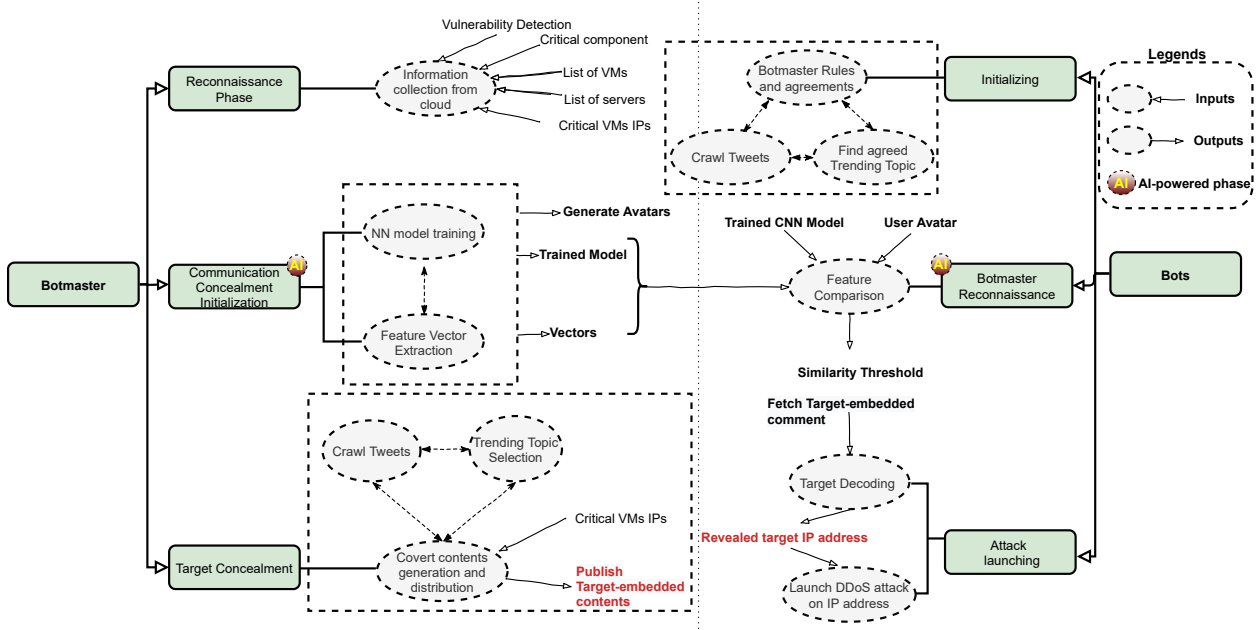 Vulnerability Detection
Critical component
List of VMs
List of servers
Critical VMs IPs
Reconnaissance
Phase
Information
collection from
cloud
Botmaster
Communication
Concealment
Initialization
AI
NN model training
Feature Vector
Extraction
Generate Avatars
Trained Model
Vectors
Target Concealment
Crawl Tweets
Trending Topic
Selection
Covert contents
generation and
distribution
Critical VMs IPs
Publish
Target-embedded
contents
Botmaster Rules
and agreements
Crawl Tweets
Find agreed
Trending Topic
Initializing
Legends
Inputs
Outputs
AI
AI-powered phase
Trained CNN Model
User Avatar
Feature
Comparison
AI
Botmaster
Reconnaissance
Bots
Similarity Threshold
Fetch Target-embedded
comment
Target Decoding
Revealed target IP address
Launch DDoS attack
on IP address
Attack
launching